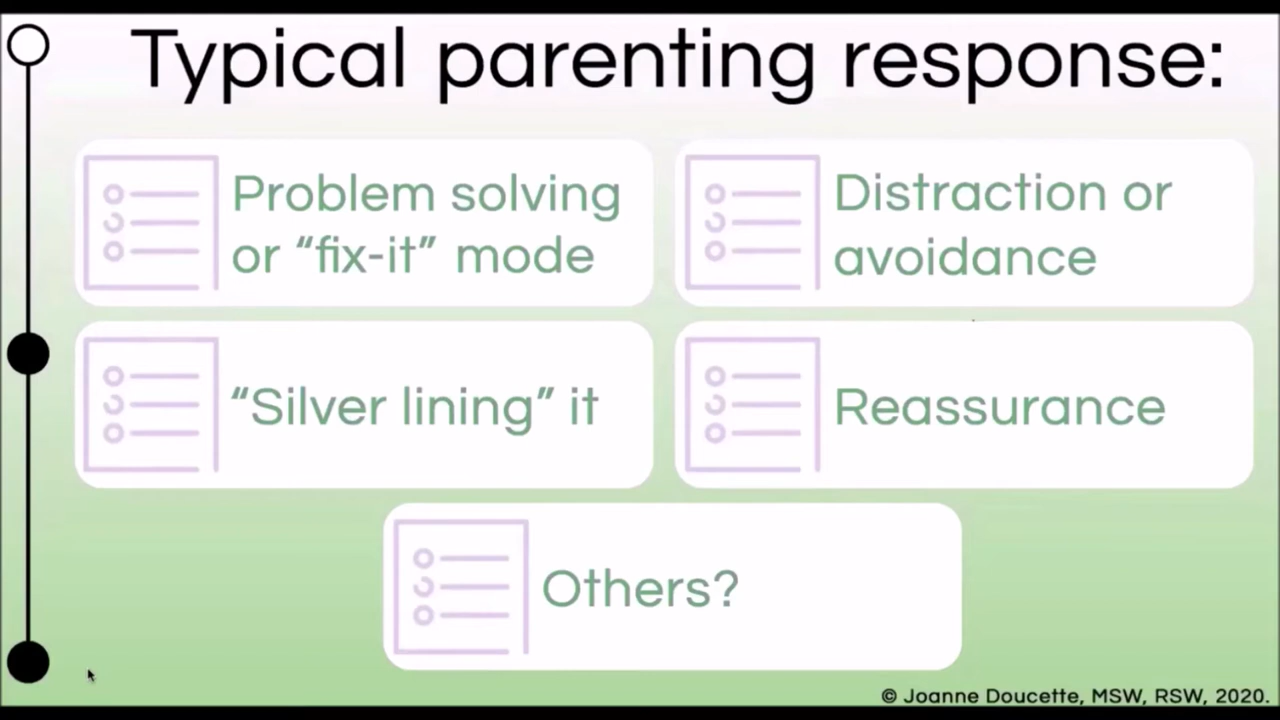 Typical parenting response:
Problem solving
or “fix-it” mode
Distraction or
avoidance
“Silver lining” it
Reassurance
Others?
© Joanne Doucette, MSW, RSW, 2020.